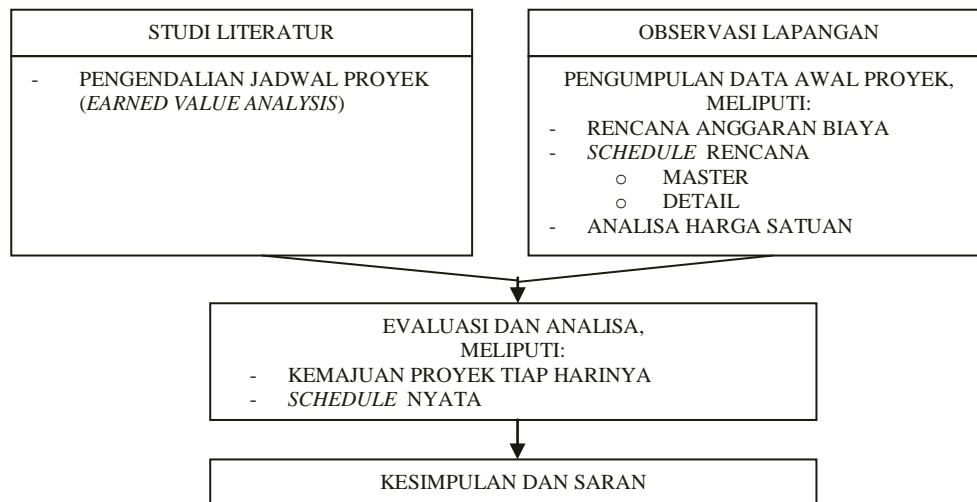 STUDI LITERATUR
- PENGENDALIAN JADWAL PROYEK
(EARNED VALUE ANALYSIS)
OBSERVASI LAPANGAN
PENGUMPULAN DATA AWAL PROYEK,
MELIPUTI:
- RENCANA ANGGARAN BIAYA
- SCHEDULE RENCANA
o MASTER
o DETAIL
- ANALISA HARGA SATUAN
EVALUASI DAN ANALISA,
MELIPUTI:
- KEMAJUAN PROYEK TIAP HARINYA
- SCHEDULE NYATA
KESIMPULAN DAN SARAN